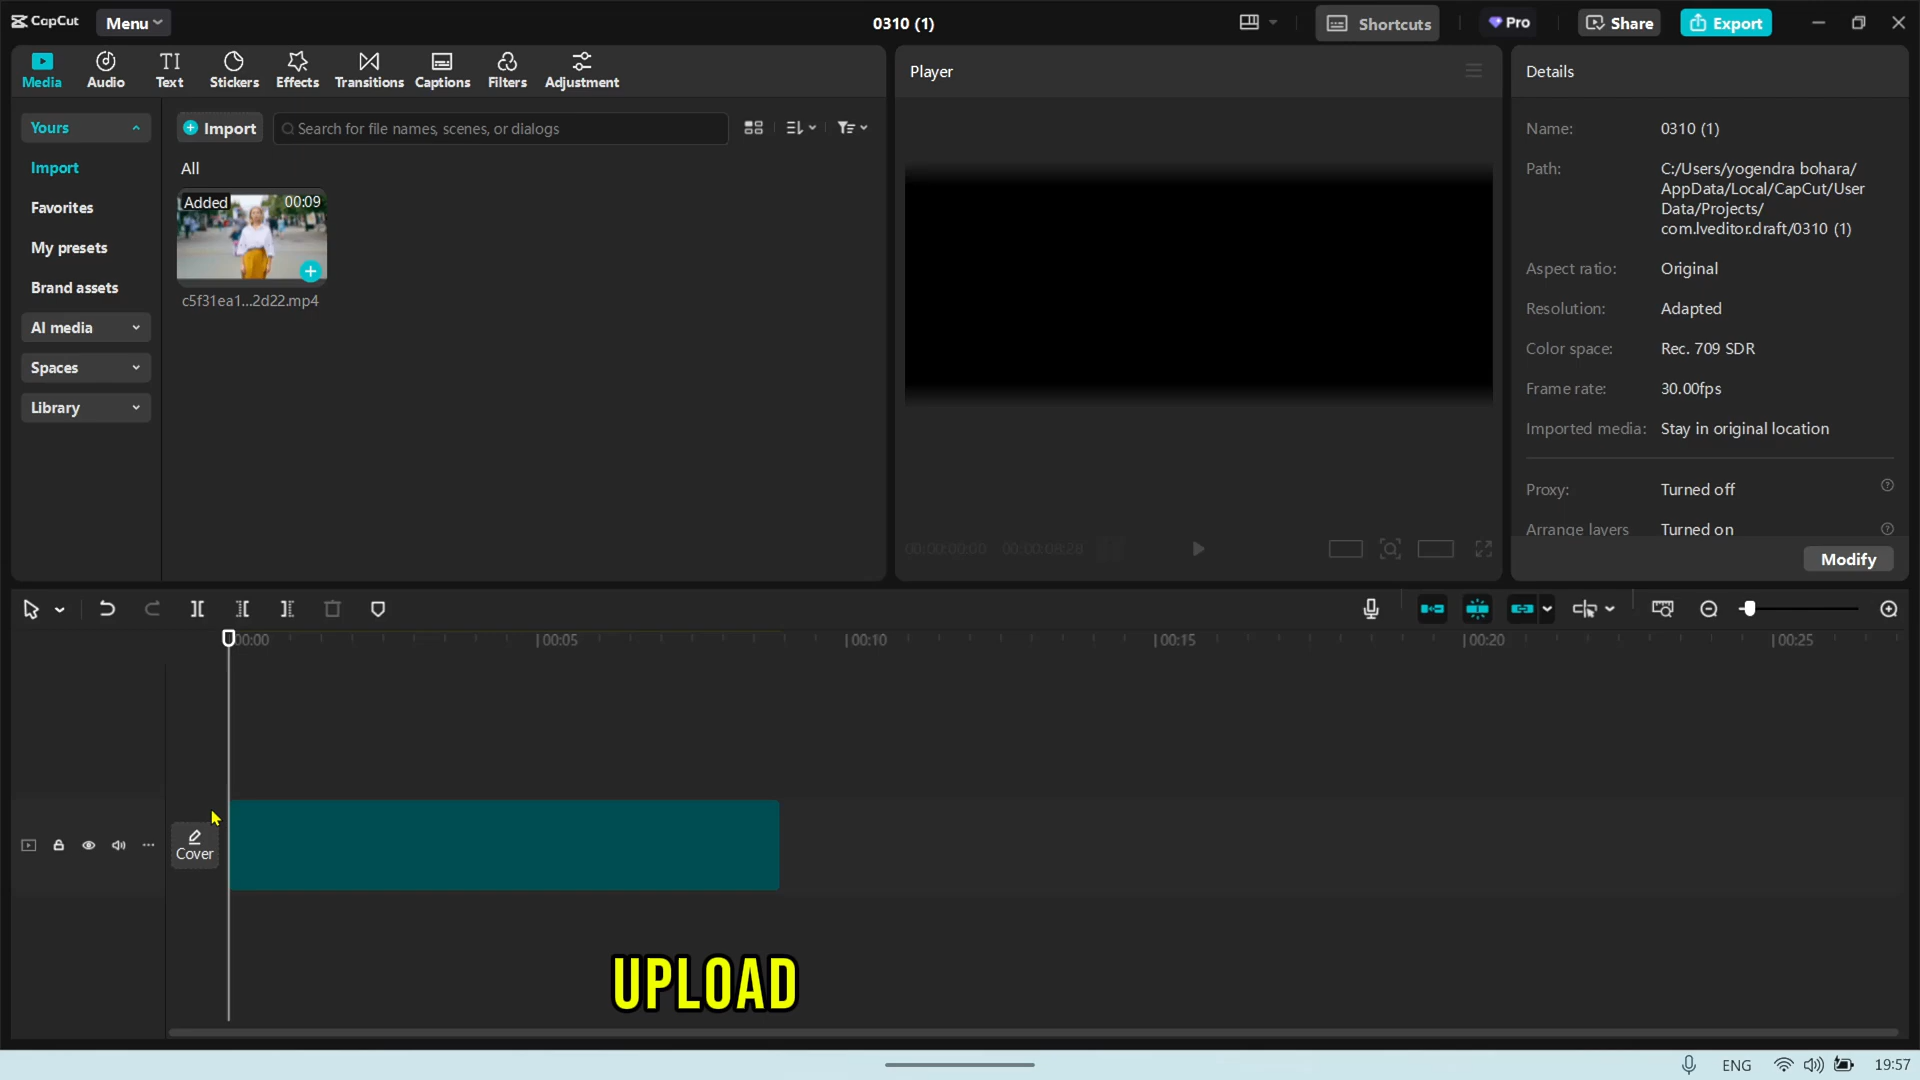 CapCut
Menu
0310 (1)
Shortcuts
Pro
Share
Export
Media
Audio
Text
Stickers
Effects
Transitions
Captions
Filters
Adjustment
Yours
Import
Favorites
My presets
Brand assets
AI media
Spaces
Library
Import
Search for file names, scenes, or dialogs
All
Added
00:09
c5f31ea1...2d22.mp4
Player
00:00:00:00
00:00:08:28
Details
Name:
0310 (1)
Path:
C:/Users/yogendra bohara/
AppData/Local/CapCut/User
Data/Projects/
com.lveditor.draft/0310 (1)
Aspect ratio:
Original
Resolution:
Adapted
Color space:
Rec. 709 SDR
Frame rate:
30.00fps
Imported media:
Stay in original location
Proxy:
Turned off
Arrange layers
Turned on
Modify
00:00
00:05
00:10
00:15
00:20
00:25
Cover
UPLOAD
ENG
19:57